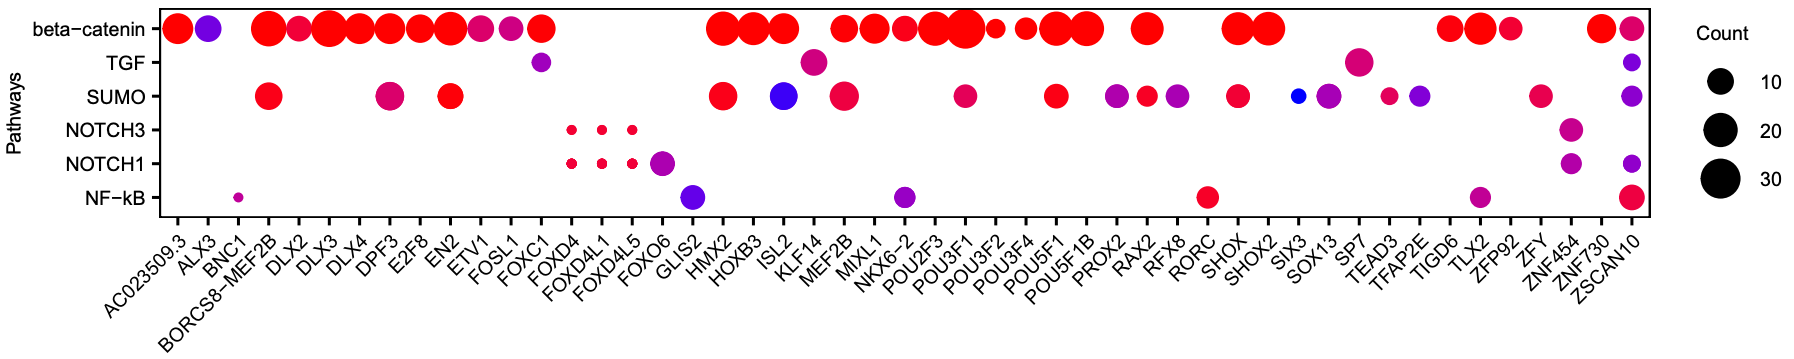 Pathways
beta−catenin
TGF
SUMO
NOTCH3
NOTCH1
NF−kB
AC023509.3
ALX3
BNC1
BORCS8−MEF2B
DLX2
DLX3
DLX4
DPF3
E2F8
EN2
ETV1
FOSL1
FOXC1
FOXD4
FOXD4L1
FOXD4L5
FOXO6
GLIS2
HMX2
HOXB3
ISL2
KLF14
MEF2B
MIXL1
NKX6−2
POU2F3
POU3F1
POU3F2
POU3F4
POU5F1
POU5F1B
PROX2
RAX2
RFX8
RORC
SHOX
SHOX2
SIX3
SOX13
SP7
TEAD3
TFAP2E
TIGD6
TLX2
ZFP92
ZFY
ZNF454
ZNF730
ZSCAN10
Count
10
20
30